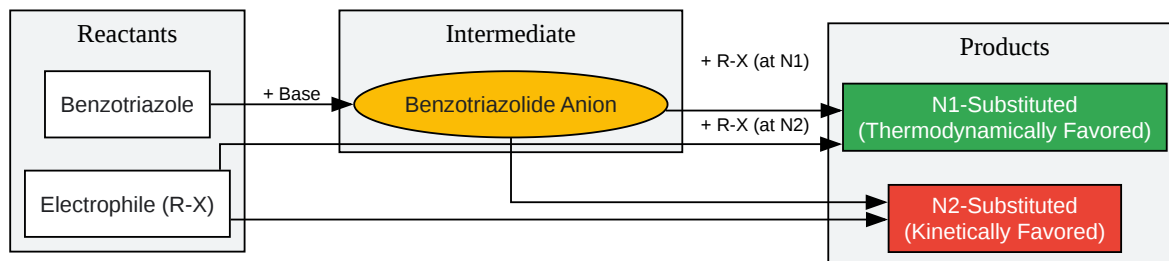 Reactants
Benzotriazole
Electrophile (R-X)
+ Base
Intermediate
Benzotriazolide Anion
+ R-X (at N1)
+ R-X (at N2)
Products
N1-Substituted
(Thermodynamically Favored)
N2-Substituted
(Kinetically Favored)